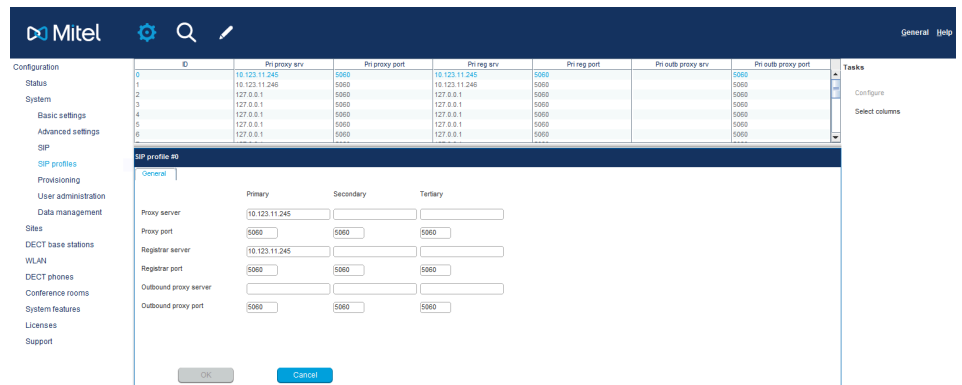 Mitel
General Help
Configuration
Status
System
Basic settings
Advanced settings
SIP
SIP profiles
Provisioning
User administration
Data management
Sites
DECT base stations
WLAN
DECT phones
Conference rooms
System features
Licenses
Support
ID Pri proxy srv Pri proxy port Pri reg srv Pri reg port Pri outb proxy srv Pri outb proxy port
0 10.123.11.245 5060 10.123.11.245 5060 5060
1 10.123.11.246 5060 10.123.11.246 5060 5060
2 127.0.0.1 5060 127.0.0.1 5060 5060
3 127.0.0.1 5060 127.0.0.1 5060 5060
4 127.0.0.1 5060 127.0.0.1 5060 5060
5 127.0.0.1 5060 127.0.0.1 5060 5060
6 127.0.0.1 5060 127.0.0.1 5060 5060
Tasks
Configure
Select columns
SIP profile #0
General
Primary Secondary Tertiary
Proxy server 10.123.11.245
Proxy port 5060 5060 5060
Registrar server 10.123.11.245
Registrar port 5060 5060 5060
Outbound proxy server
Outbound proxy port 5060 5060 5060
OK Cancel